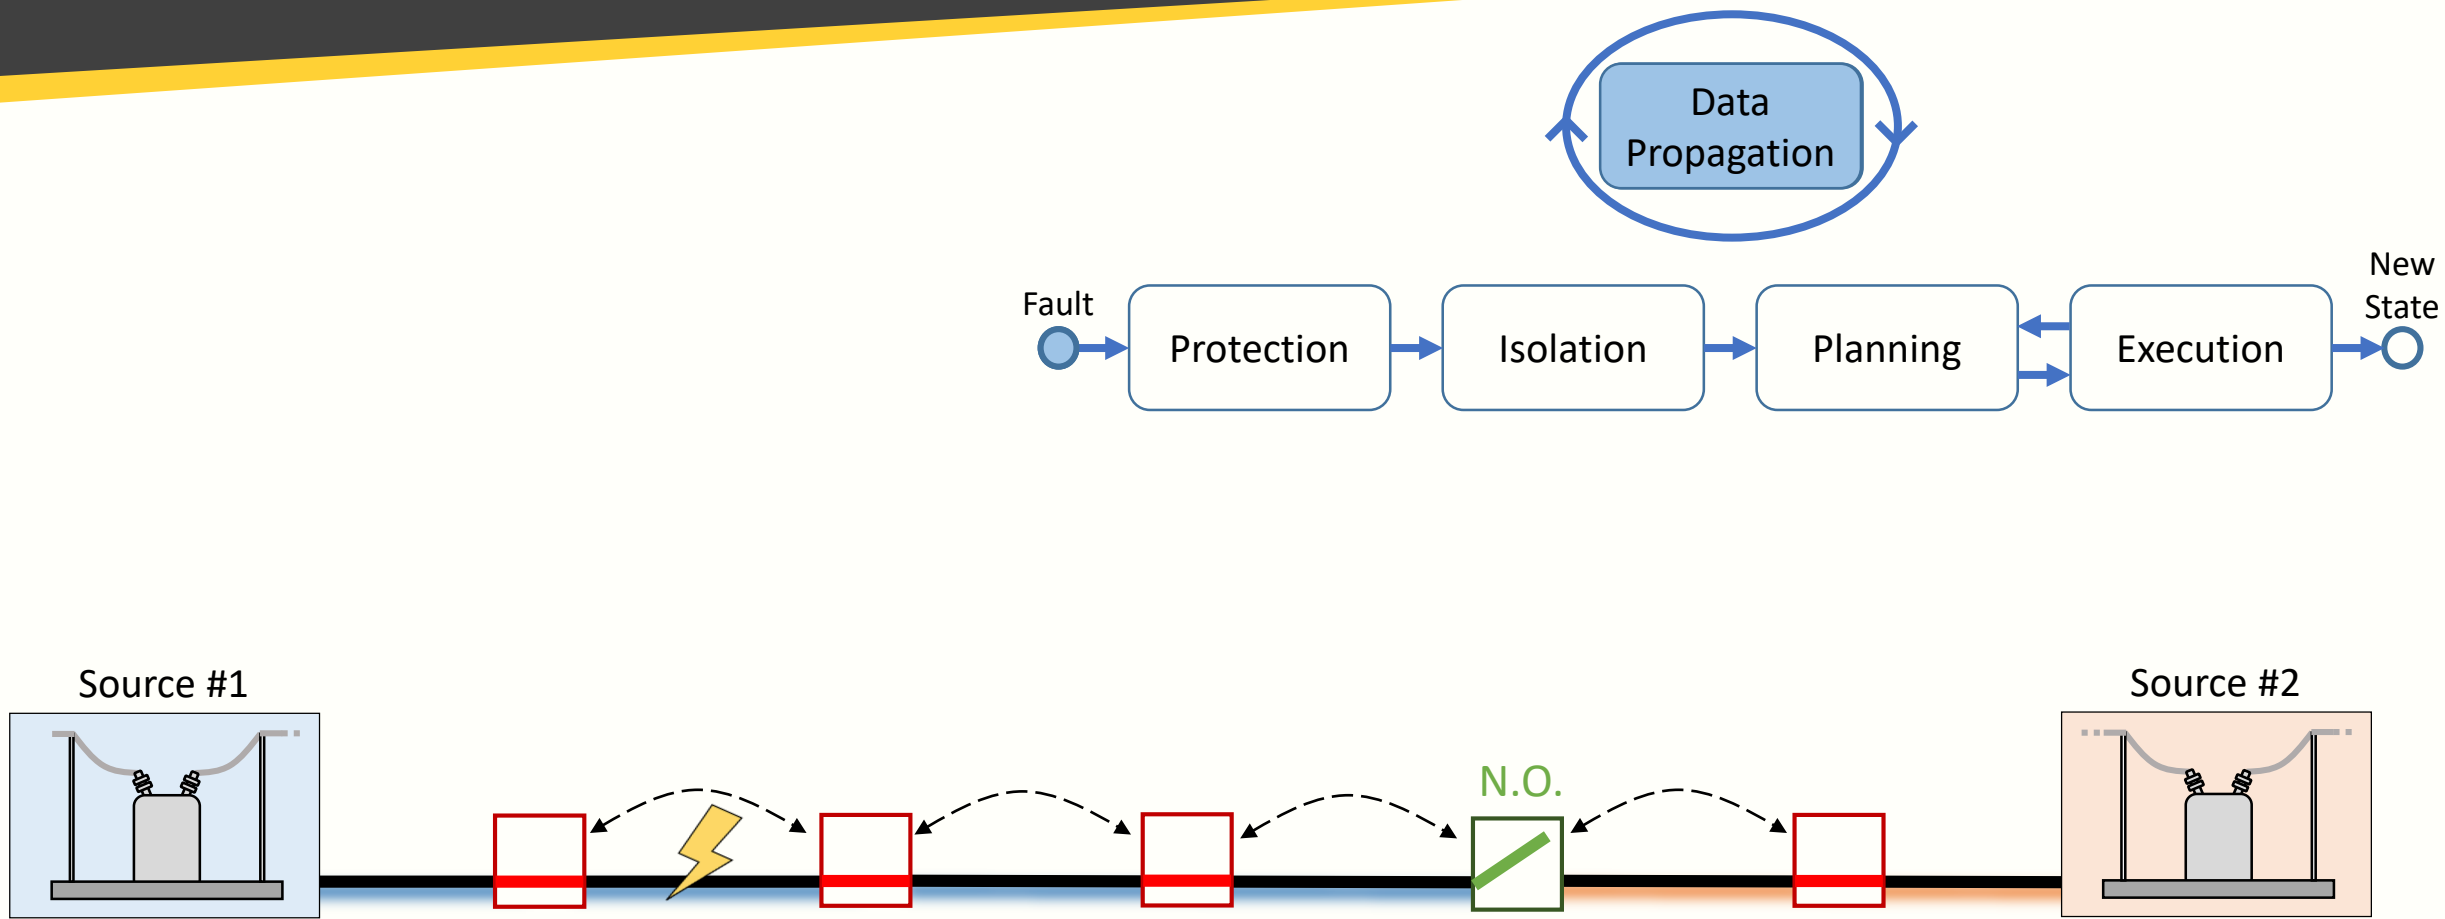 Data
Propagation
New
State
Fault
Protection
Isolation
Planning
Execution
Source #1
Source #2
N.O.